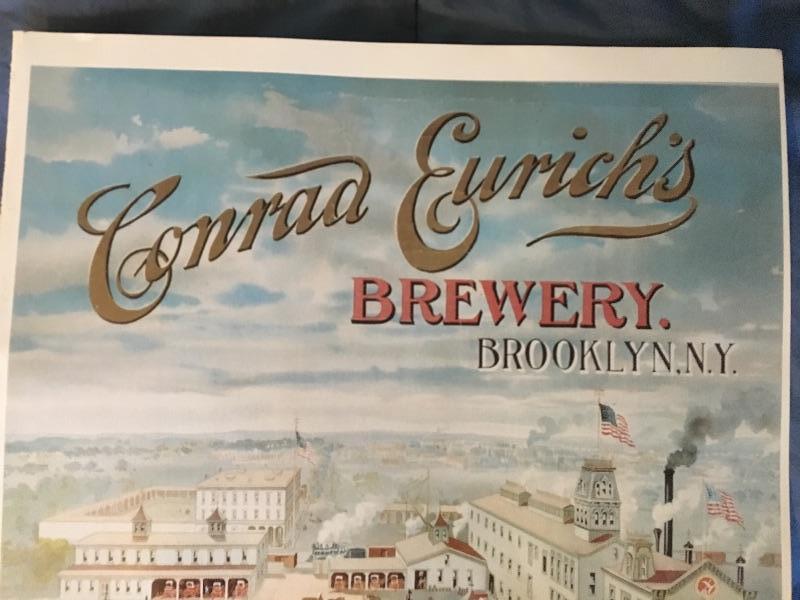 Conrad Eurich's
BREWERY.
BROOKLYN, N.Y.